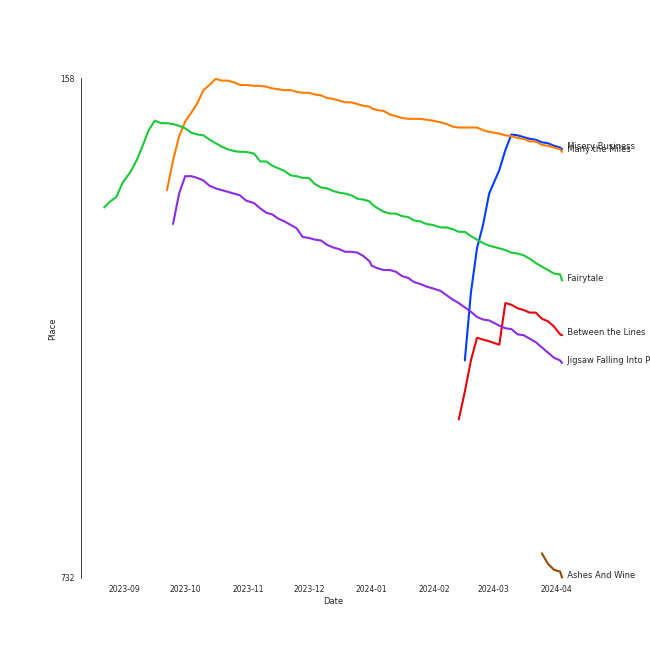 158
Misery Business
Many the Miles
Fairytale
Place
Between the Lines
Jigsaw Falling Into P
732
Ashes And Wine
2023-09 2023-10 2023-11 2023-12 2024-01 2024-02 2024-03 2024-04
Date